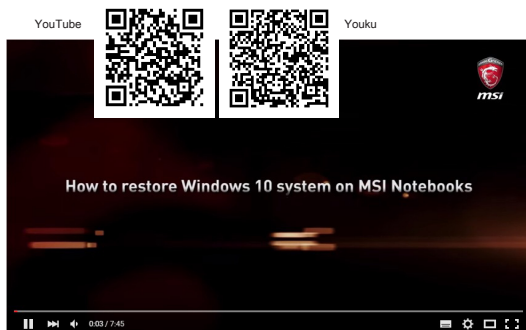 YouTube
Youku
msi
How to restore Windows 10 system on MSI Notebooks
0:03 / 7:45